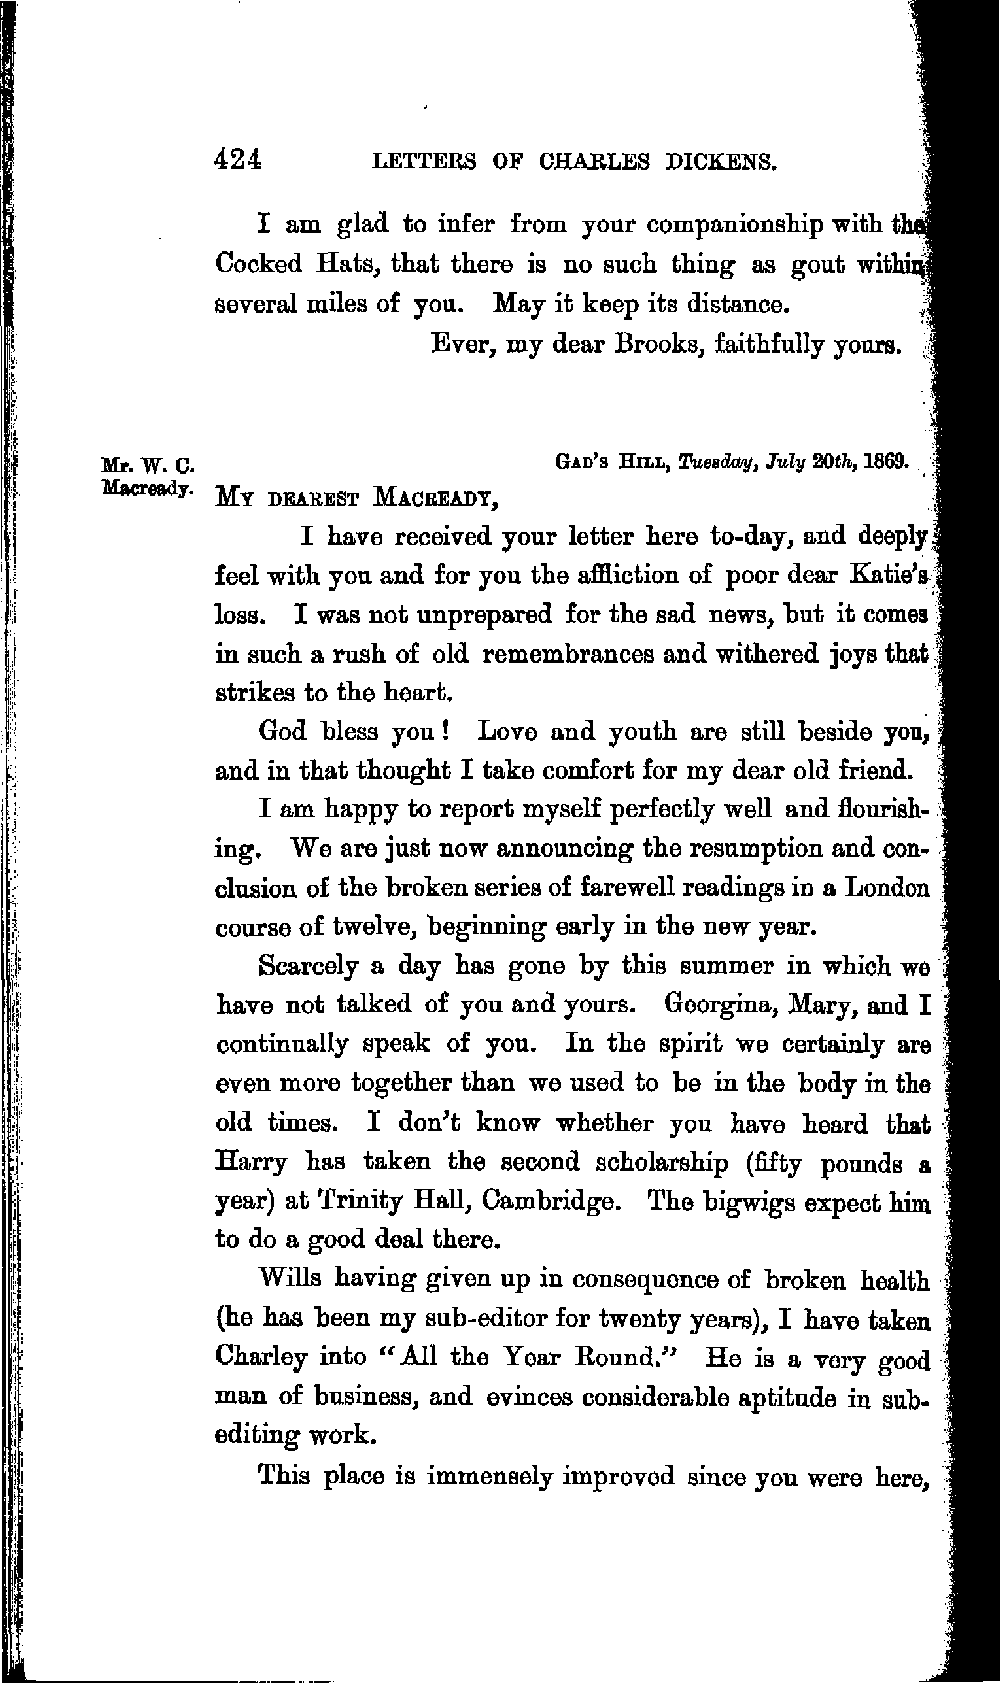 424 LETTERS OF CHARLES DICKENS.
I am glad to infer from your companionship with the
Cocked Hats, that there is no such thing as gout within
several miles of you. May it keep its distance.
Ever, my dear Brooks, faithfully yours.
Mr. W. C.
Macready.
GAD'S HILL, Tuesday, July 20th, 1869.
MY DEAREST MACREADY,
I have received your letter here to-day, and deeply
feel with you and for you the affliction of poor dear Katie's
loss. I was not unprepared for the sad news, but it comes
in such a rush of old remembrances and withered joys that
strikes to the heart.
God bless you! Love and youth are still beside you,
and in that thought I take comfort for my dear old friend.
I am happy to report myself perfectly well and flourish-
ing. We are just now announcing the resumption and con-
clusion of the broken series of farewell readings in a London
course of twelve, beginning early in the new year.
Scarcely a day has gone by this summer in which we
have not talked of you and yours. Georgina, Mary, and I
continually speak of you. In the spirit we certainly are
even more together than we used to be in the body in the
old times. I don't know whether you have heard that
Harry has taken the second scholarship (fifty pounds a
year) at Trinity Hall, Cambridge. The bigwigs expect him
to do a good deal there.
Wills having given up in consequence of broken health
(he has been my sub-editor for twenty years), I have taken
Charley into "All the Year Round." He is a very good
man of business, and evinces considerable aptitude in sub-
editing work.
This place is immensely improved since you were here,